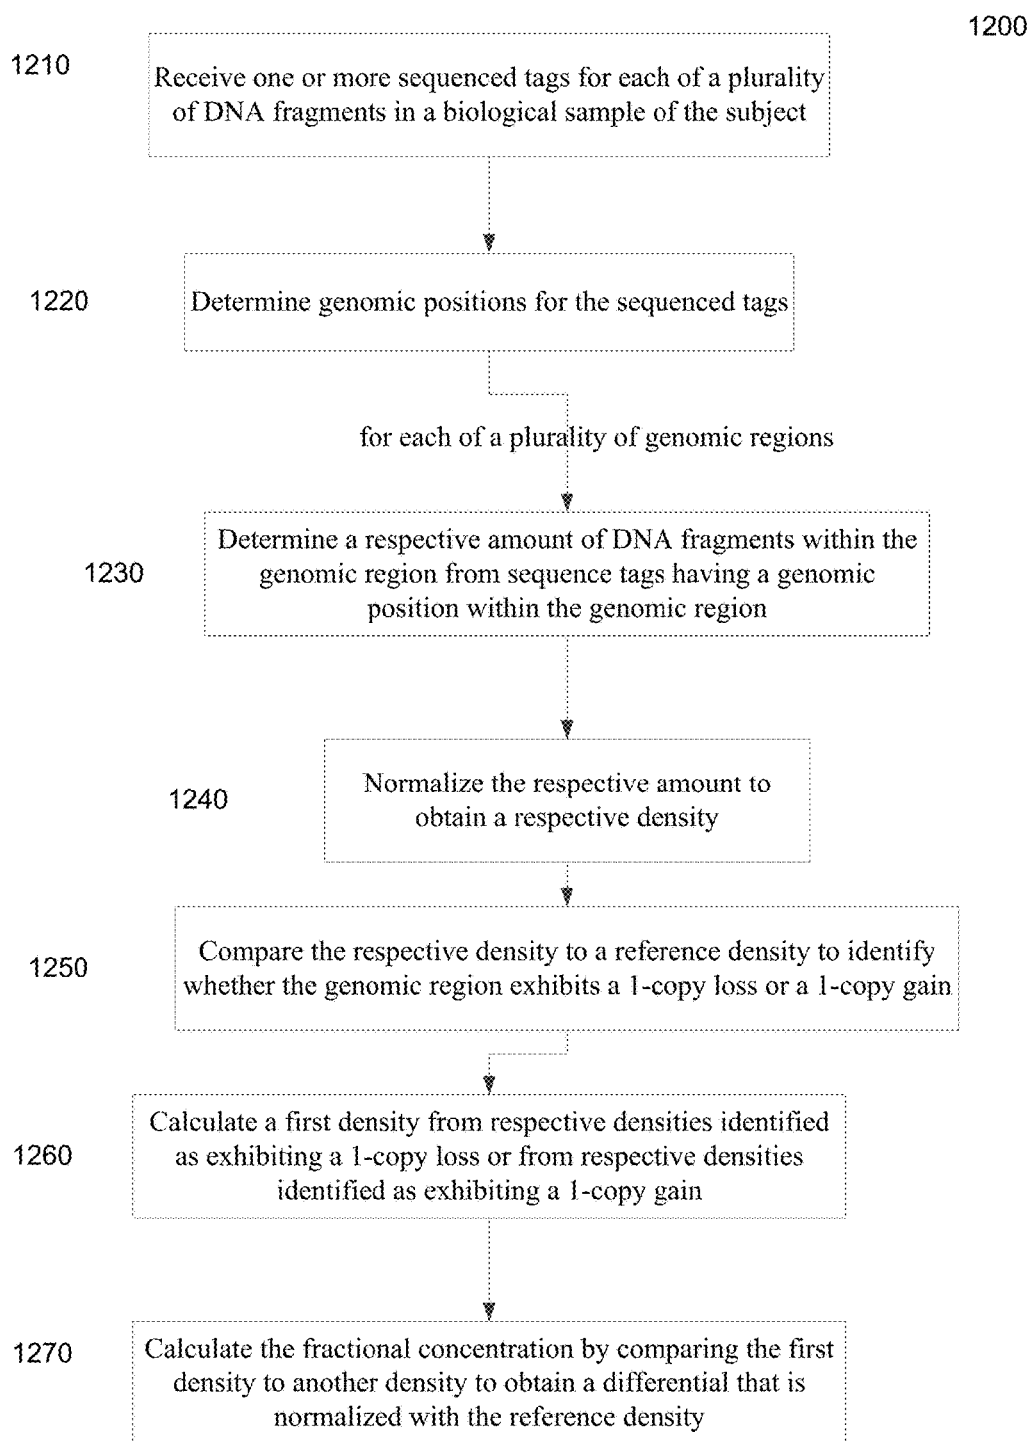 1200
1210
Receive one or more sequenced tags for each of a plurality
of DNA fragments in a biological sample of the subject
1220
Determine genomic positions for the sequenced tags
for each of a plurality of genomic regions
1230
Determine a respective amount of DNA fragments within the
genomic region from sequence tags having a genomic
position within the genomic region
1240
Normalize the respective amount to
obtain a respective density
1250
Compare the respective density to a reference density to identify
whether the genomic region exhibits a 1-copy loss or a 1-copy gain
1260
Calculate a first density from respective densities identified
as exhibiting a 1-copy loss or from respective densities
identified as exhibiting a 1-copy gain
1270
Calculate the fractional concentration by comparing the first
density to another density to obtain a differential that is
normalized with the reference density